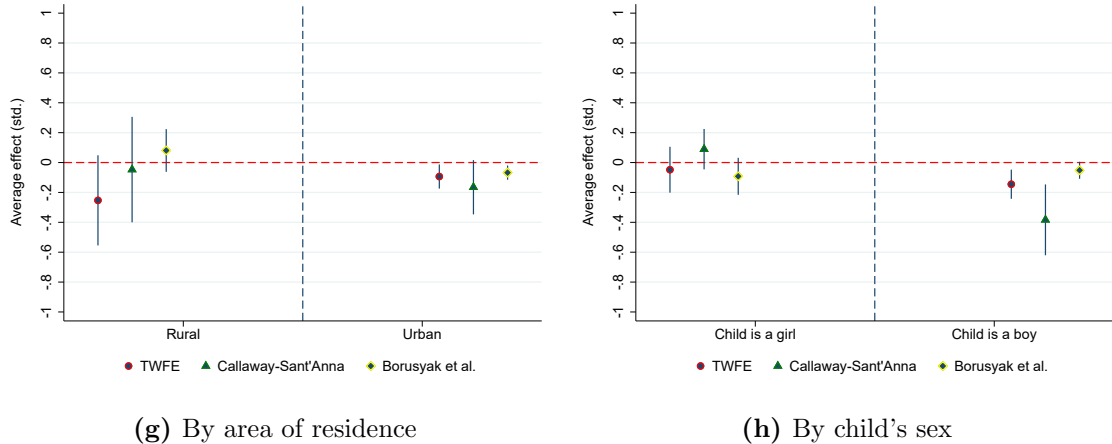 Average effect (std.)
1
.8
.6
.4
.2
0
-.2
-.4
-.6
-.8
-1
Rural Urban
TWFE Callaway-Sant'Anna Borusyak et al.
(g) By area of residence
Average effect (std.)
1
.8
.6
.4
.2
0
-.2
-.4
-.6
-.8
-1
Child is a girl Child is a boy
TWFE Callaway-Sant'Anna Borusyak et al.
(h) By child's sex